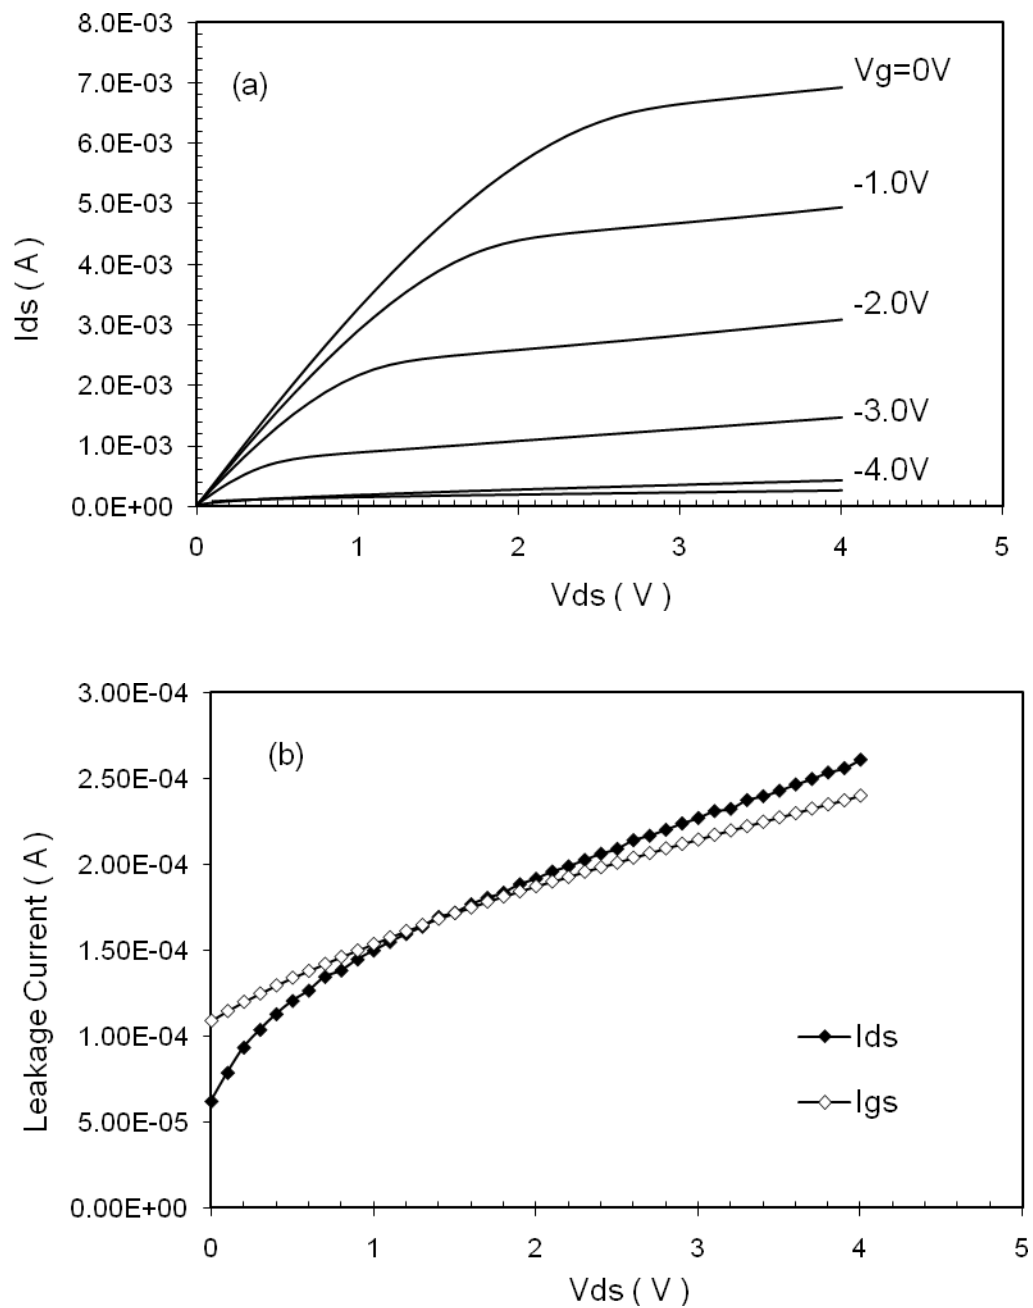 8.0E-03
7.0E-03
6.0E-03
5.0E-03
4.0E-03
3.0E-03
2.0E-03
1.0E-03
0.0E+00
Ids ( A )
(a)
Vg=0V
-1.0V
-2.0V
-3.0V
-4.0V
0 1 2 3 4 5
Vds ( V )
3.00E-04
2.50E-04
2.00E-04
1.50E-04
1.00E-04
5.00E-05
0.00E+00
Leakage Current ( A )
(b)
Ids
Igs
0 1 2 3 4 5
Vds ( V )